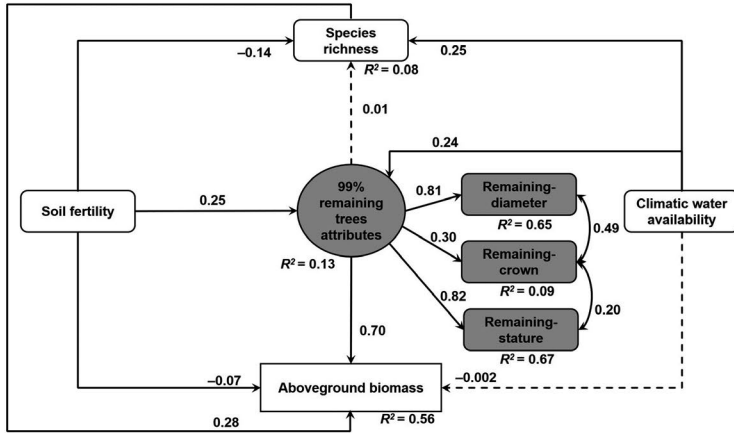 Species
richness
–0.14
0.25
R² = 0.08
0.01
0.24
99%
remaining
trees
attributes
Remaining-
diameter
0.81
Soil fertility
0.25
Climatic water
availability
R² = 0.65
0.49
0.30
Remaining-
crown
R² = 0.13
R² = 0.09
0.82
0.20
Remaining-
stature
0.70
R² = 0.67
–0.07
Aboveground biomass
–0.002
R² = 0.56
0.28